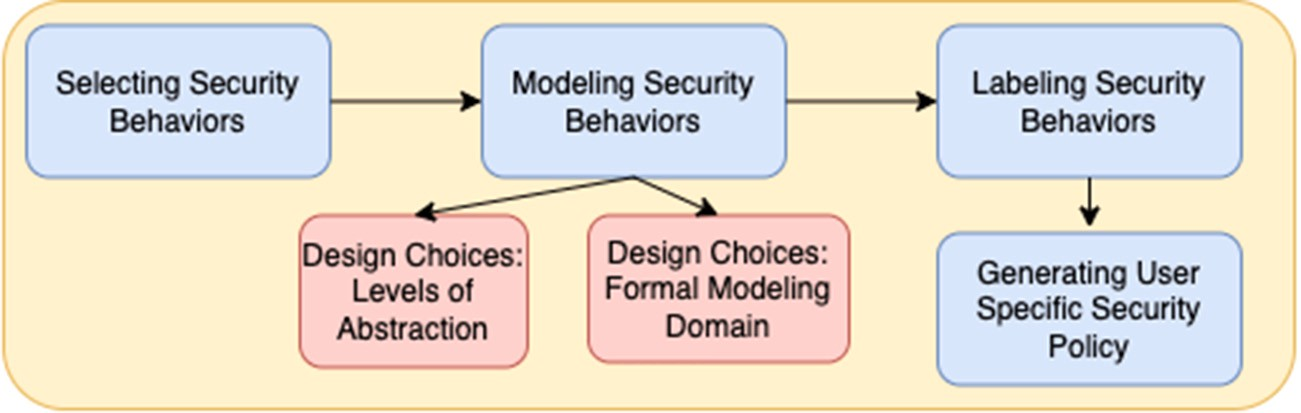 Selecting Security
Behaviors
Modeling Security
Behaviors
Labeling Security
Behaviors
Design Choices:
Levels of
Abstraction
Design Choices:
Formal Modeling
Domain
Generating User
Specific Security
Policy